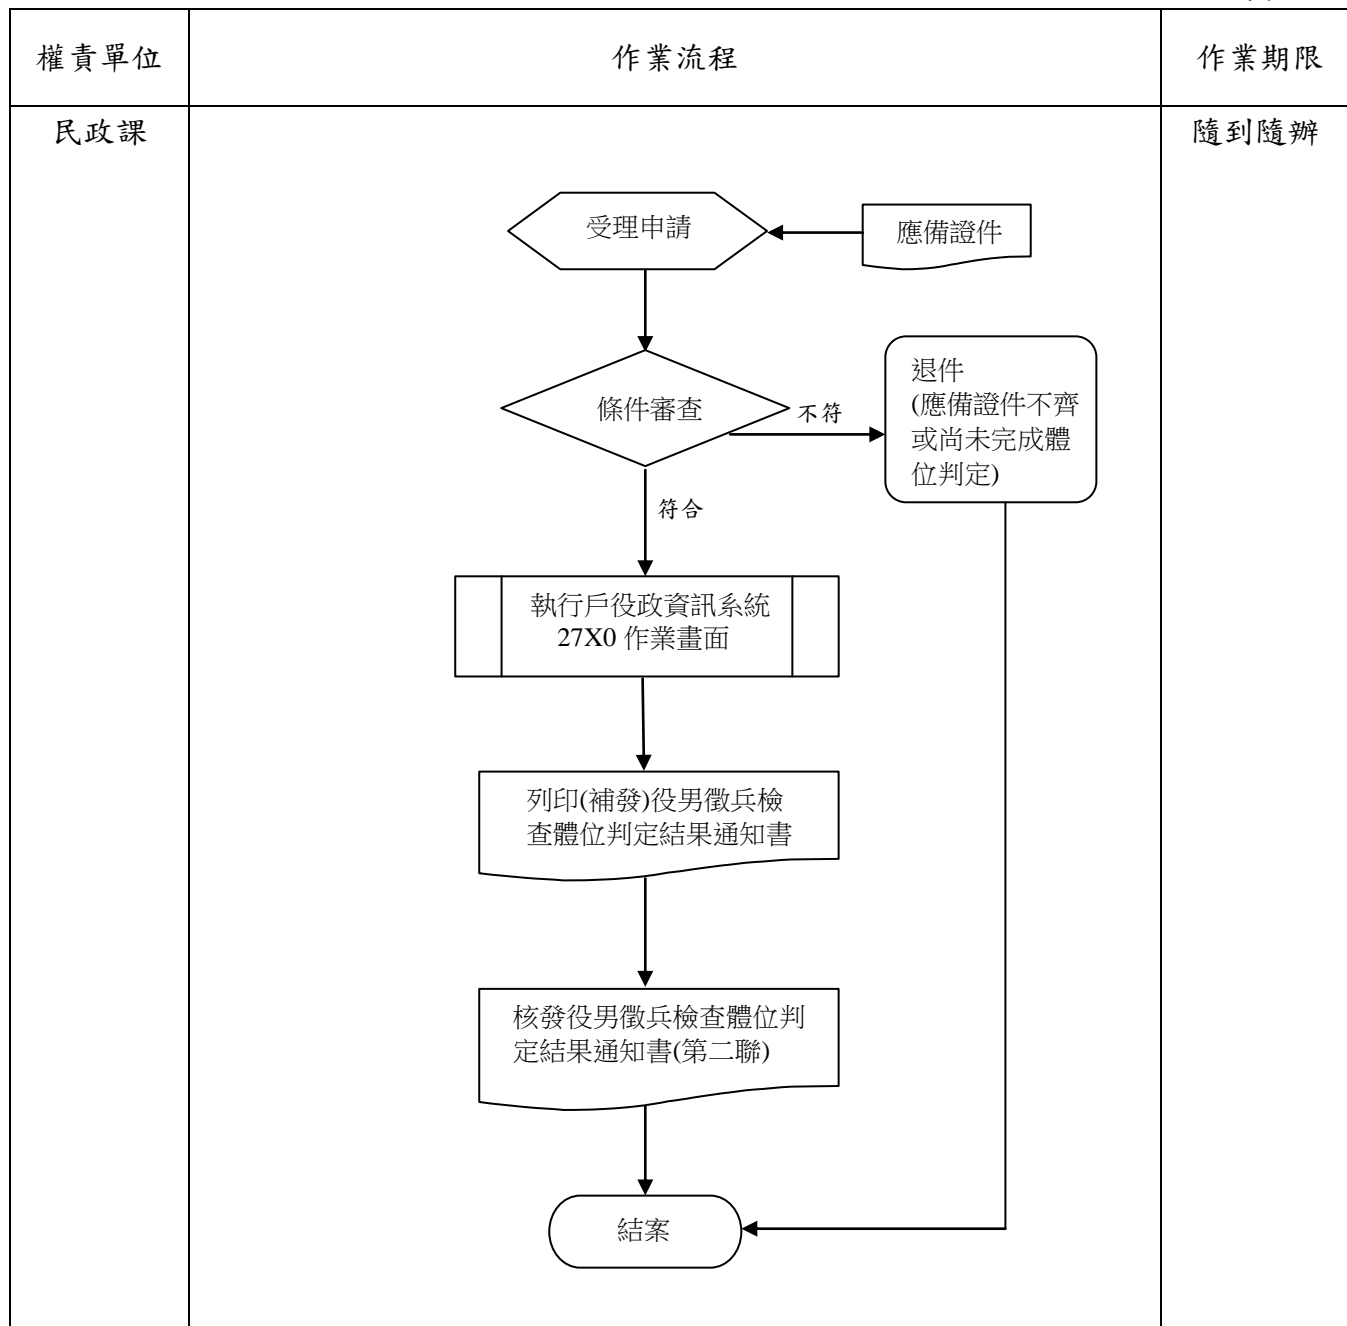 權責單位
作業流程
作業期限
民政課
隨到隨辦
受理申請
應備證件
條件審查
不符
退件
(應備證件不齊
或尚未完成體
位判定)
符合
執行戶役政資訊系統
27X0 作業畫面
列印(補發)役男徵兵檢
查體位判定結果通知書
核發役男徵兵檢查體位判
定結果通知書(第二聯)
結案